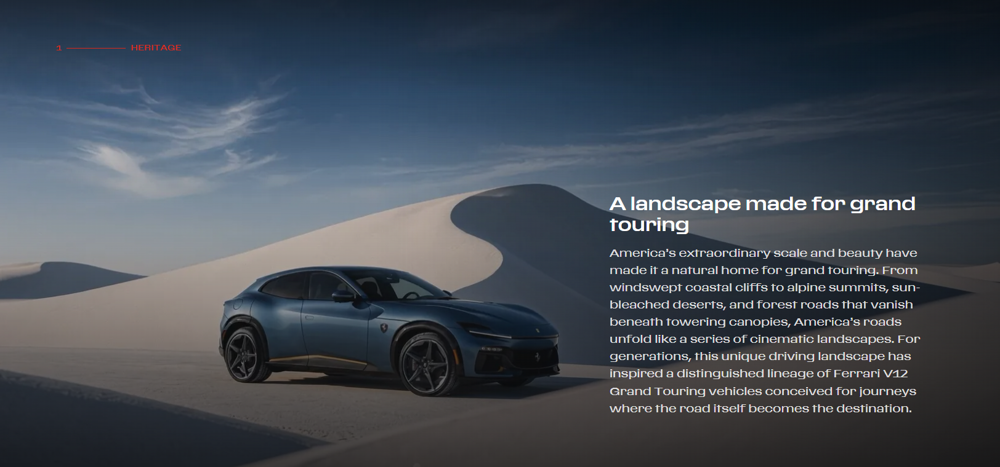 1 HERITAGE
A landscape made for grand
touring
America’s extraordinary scale and beauty have
made it a natural home for grand touring. From
windswept coastal cliffs to alpine summits, sun-
bleached deserts, and forest roads that vanish
beneath towering canopies, America’s roads
unfold like a series of cinematic landscapes. For
generations, this unique driving landscape has
inspired a distinguished lineage of Ferrari V12
Grand Touring vehicles conceived for journeys
where the road itself becomes the destination.